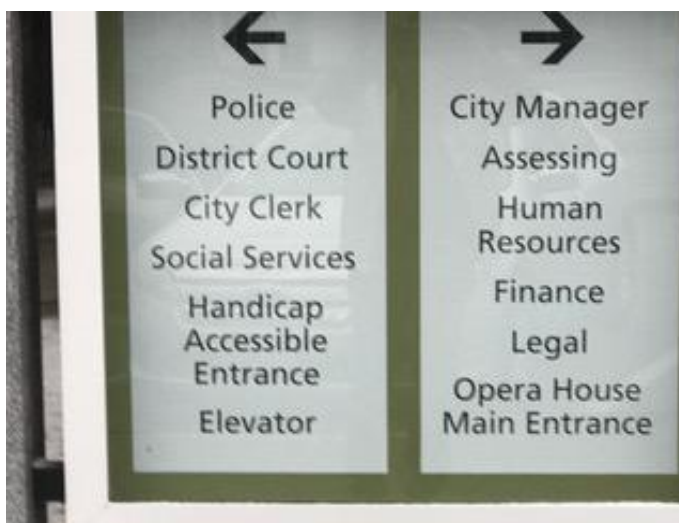 Police
District Court
City Clerk
Social Services
Handicap
Accessible
Entrance
Elevator
City Manager
Assessing
Human
Resources
Finance
Legal
Opera House
Main Entrance